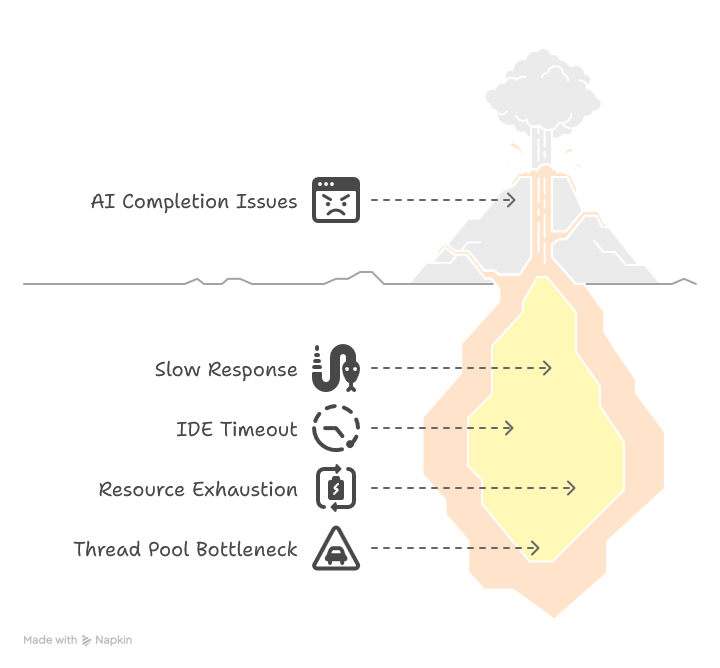 AI Completion Issues
Slow Response
IDE Timeout
Resource Exhaustion
Thread Pool Bottleneck
Made with Napkin